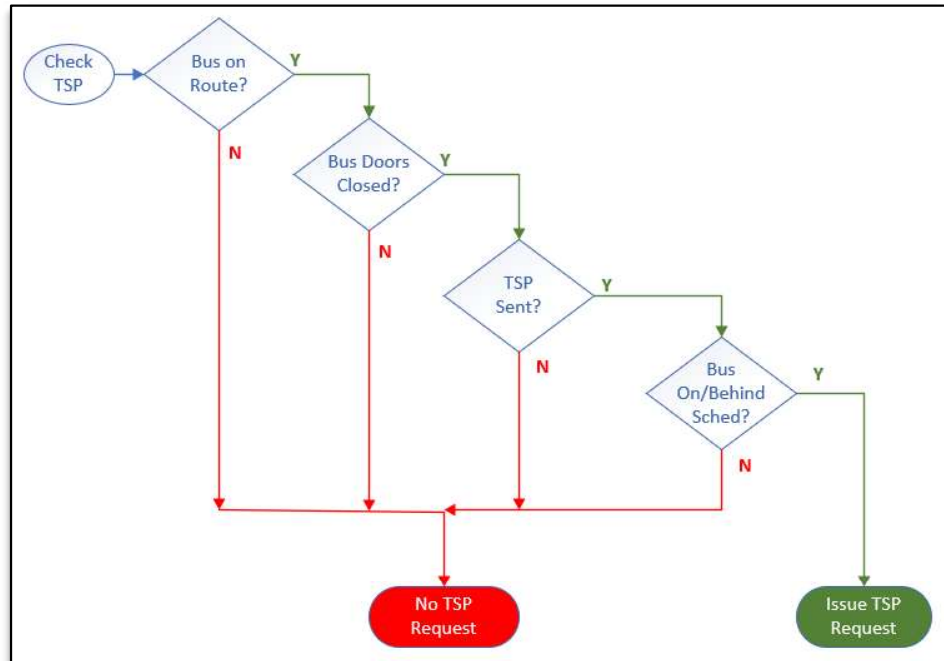 Check
TSP
Bus on
Route?
Y
N
Bus Doors
Closed?
Y
N
TSP
Sent?
Y
N
Bus
On/Behind
Sched?
Y
N
No TSP
Request
Issue TSP
Request